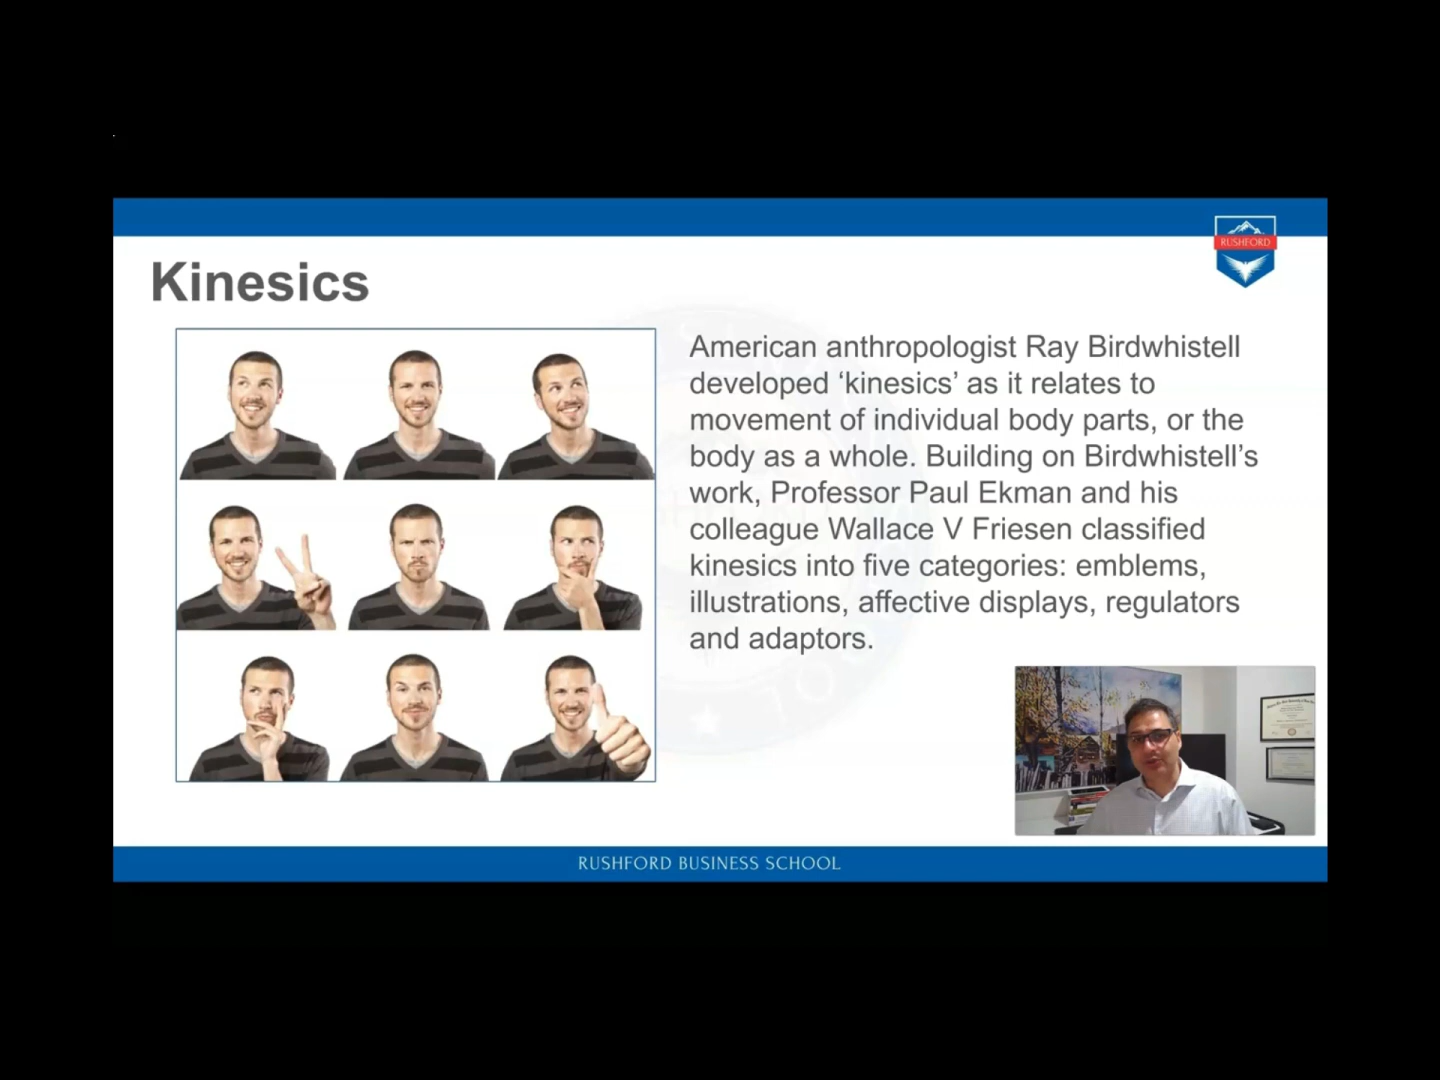 RUSHFORD
Kinesics
American anthropologist Ray Birdwhistell
developed ‘kinesics’ as it relates to
movement of individual body parts, or the
body as a whole. Building on Birdwhistell’s
work, Professor Paul Ekman and his
colleague Wallace V Friesen classified
kinesics into five categories: emblems,
illustrations, affective displays, regulators
and adaptors.
RUSHFORD BUSINESS SCHOOL